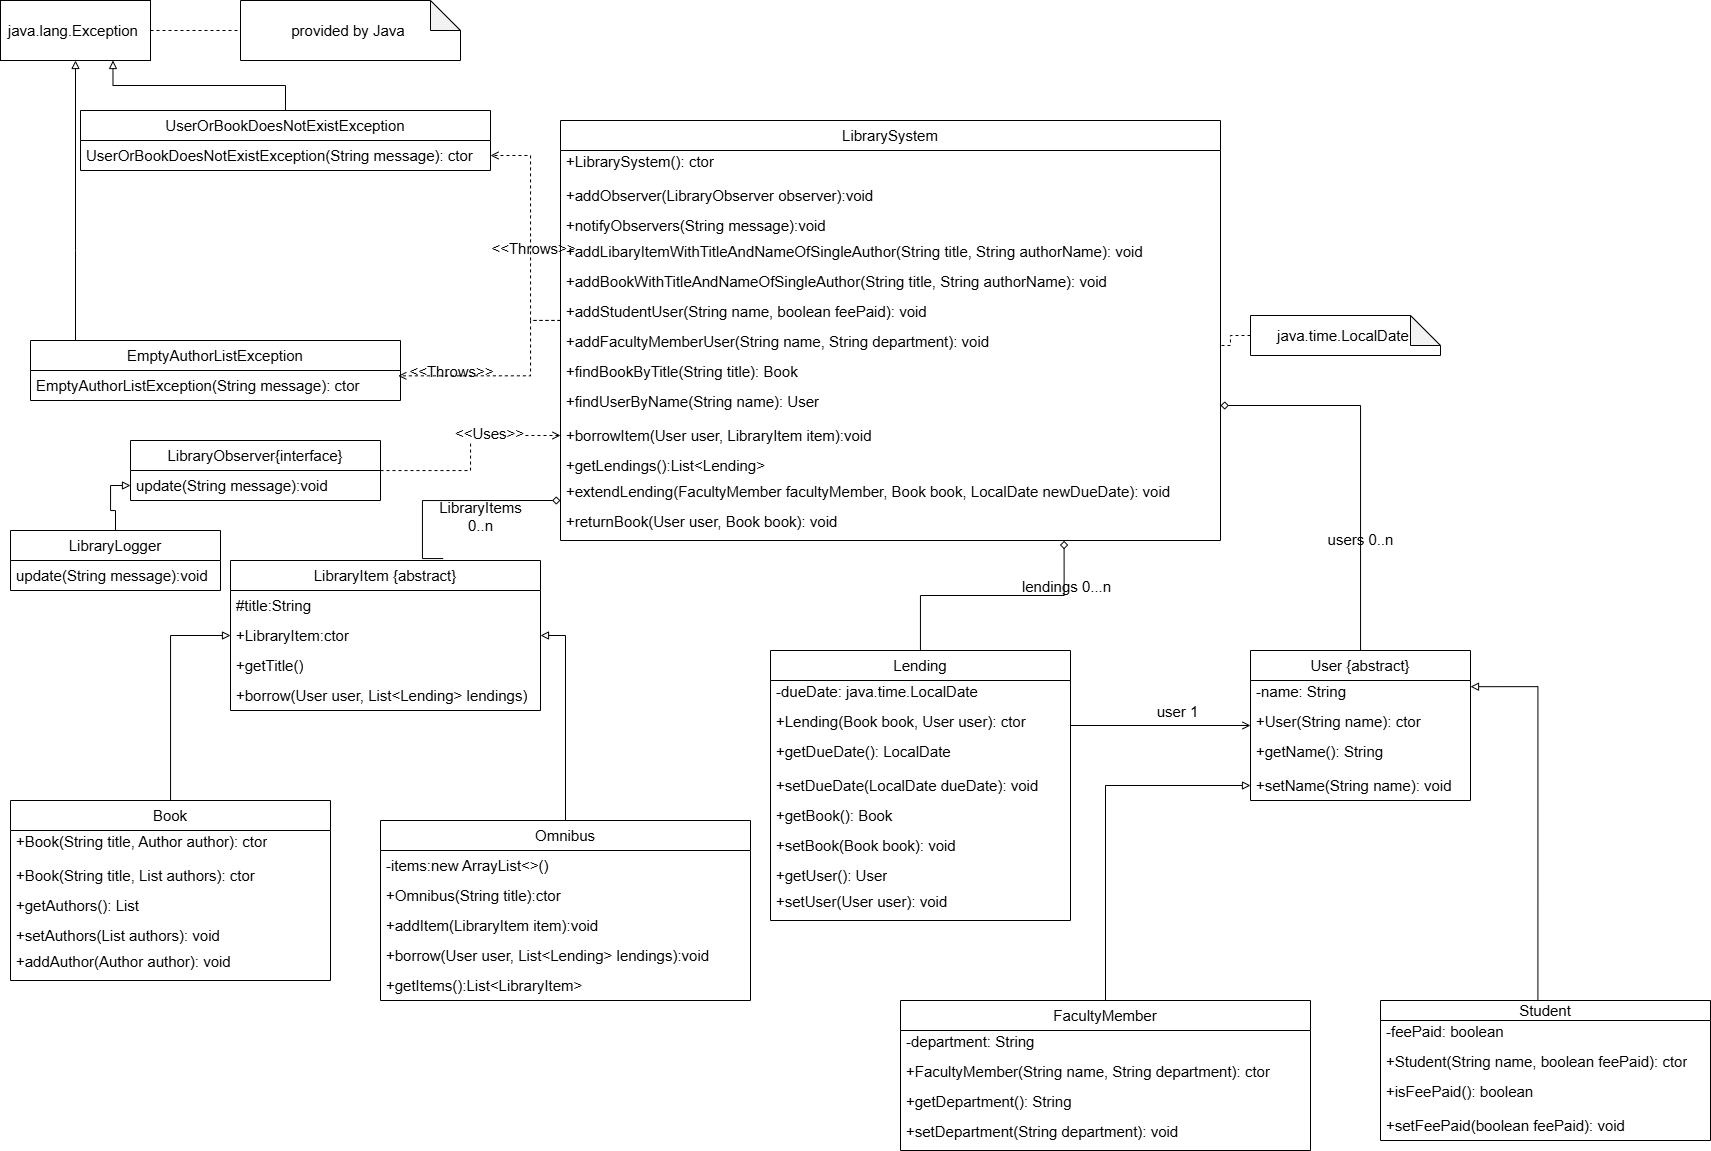 java.lang.Exception
provided by Java
UserOrBookDoesNotExistException
UserOrBookDoesNotExistException(String message): ctor
<<Throws>>
EmptyAuthorListException
EmptyAuthorListException(String message): ctor
<<Throws>>
LibraryObserver{interface}
update(String message):void
<<Uses>>
LibraryLogger
update(String message):void
LibrarySystem
+LibrarySystem(): ctor
+addObserver(LibraryObserver observer):void
+notifyObservers(String message):void
+addLibaryItemWithTitleAndNameOfSingleAuthor(String title, String authorName): void
+addBookWithTitleAndNameOfSingleAuthor(String title, String authorName): void
+addStudentUser(String name, boolean feePaid): void
+addFacultyMemberUser(String name, String department): void
+findBookByTitle(String title): Book
+findUserByName(String name): User
+borrowItem(User user, LibraryItem item):void
+getLendings():List<Lending>
+extendLending(FacultyMember facultyMember, Book book, LocalDate newDueDate): void
+returnBook(User user, Book book): void
java.time.LocalDate
LibraryItems
0..n
lendings 0...n
users 0..n
LibraryItem {abstract}
#title:String
+LibraryItem:ctor
+getTitle()
+borrow(User user, List<Lending> lendings)
Lending
-dueDate: java.time.LocalDate
+Lending(Book book, User user): ctor
+getDueDate(): LocalDate
+setDueDate(LocalDate dueDate): void
+getBook(): Book
+setBook(Book book): void
+getUser(): User
+setUser(User user): void
user 1
User {abstract}
-name: String
+User(String name): ctor
+getName(): String
+setName(String name): void
Book
+Book(String title, Author author): ctor
+Book(String title, List authors): ctor
+getAuthors(): List
+setAuthors(List authors): void
+addAuthor(Author author): void
Omnibus
-items:new ArrayList<>()
+Omnibus(String title):ctor
+addItem(LibraryItem item):void
+borrow(User user, List<Lending> lendings):void
+getItems():List<LibraryItem>
FacultyMember
-department: String
+FacultyMember(String name, String department): ctor
+getDepartment(): String
+setDepartment(String department): void
Student
-feePaid: boolean
+Student(String name, boolean feePaid): ctor
+isFeePaid(): boolean
+setFeePaid(boolean feePaid): void